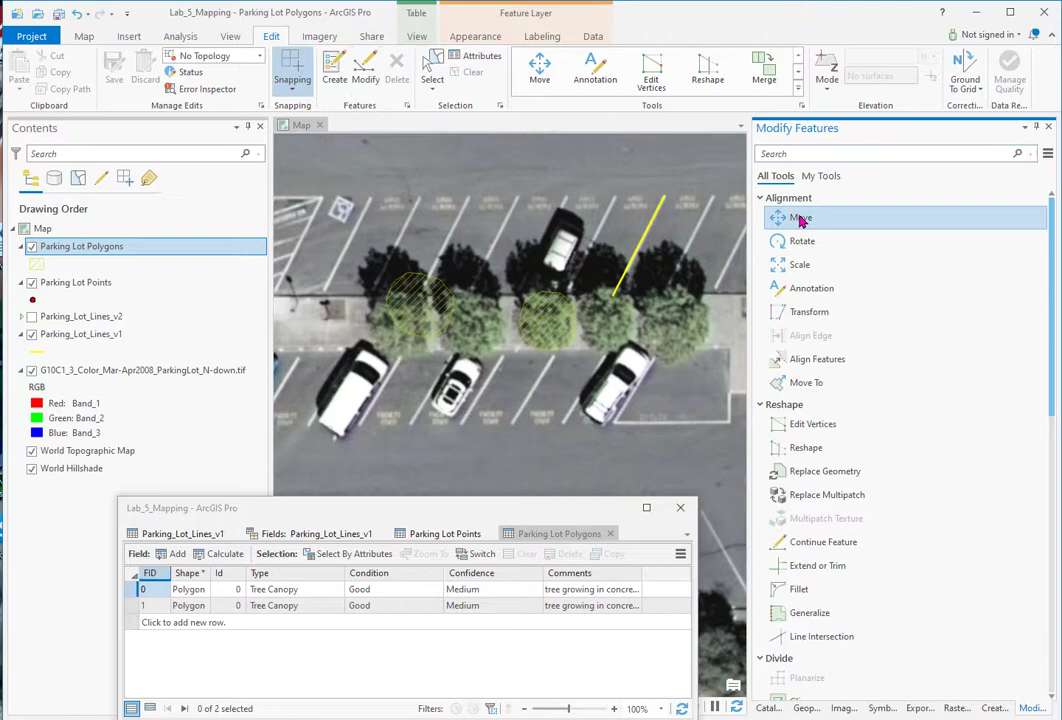 Lab_5_Mapping - Parking Lot Polygons - ArcGIS Pro
Table
Feature Layer
?
Project
Map
Insert
Analysis
View
Edit
Imagery
Share
View
Appearance
Labeling
Data
Not signed in
Paste
Cut
Copy
Copy Path
Clipboard
Save
Discard
No Topology
Status
Error Inspector
Manage Edits
Snapping
Snapping
Create
Modify
Delete
Features
Select
Attributes
Clear
Selection
Move
Annotation
Edit
Vertices
Reshape
Merge
Tools
Mode
No surfaces
Elevation
Ground
To Grid
Correcti...
Manage
Quality
Data Re...
Contents
Search
Drawing Order
Map
Parking Lot Polygons
Parking Lot Points
Parking_Lot_Lines_v2
Parking_Lot_Lines_v1
G10C1_3_Color_Mar-Apr2008_ParkingLot_N-down.tif
RGB
Red: Band_1
Green: Band_2
Blue: Band_3
World Topographic Map
World Hillshade
Map
Modify Features
Search
All Tools
My Tools
Alignment
Move
Rotate
Scale
Annotation
Transform
Align Edge
Align Features
Move To
Reshape
Edit Vertices
Reshape
Replace Geometry
Replace Multipatch
Multipatch Texture
Continue Feature
Extend or Trim
Fillet
Generalize
Line Intersection
Divide
Planarize
Catal...
Geop...
Imag...
Symb...
Expor...
Raste...
Creat...
Modi...
Lab_5_Mapping - ArcGIS Pro
Parking_Lot_Lines_v1
Fields: Parking_Lot_Lines_v1
Parking Lot Points
Parking Lot Polygons
Field: Add Calculate Selection: Select By Attributes Zoom To Switch Clear Delete Copy
FID Shape * Id Type Condition Confidence Comments
0 Polygon 0 Tree Canopy Good Medium tree growing in concre...
1 Polygon 0 Tree Canopy Good Medium tree growing in concre...
Click to add new row.
0 of 2 selected
Filters:
100%